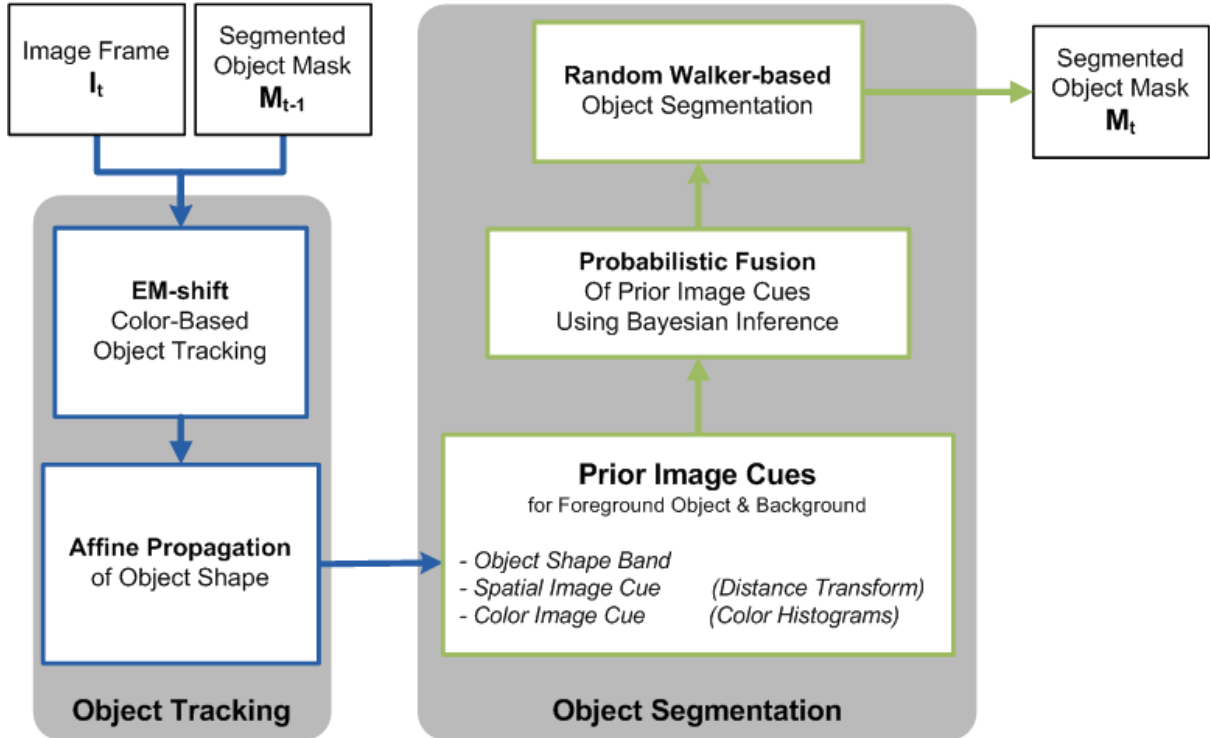 Image Frame
I_t
Segmented
Object Mask
M_t-1
EM-shift
Color-Based
Object Tracking
Affine Propagation
of Object Shape
Object Tracking
Random Walker-based
Object Segmentation
Probabilistic Fusion
Of Prior Image Cues
Using Bayesian Inference
Prior Image Cues
for Foreground Object & Background
- Object Shape Band
- Spatial Image Cue (Distance Transform)
- Color Image Cue (Color Histograms)
Object Segmentation
Segmented
Object Mask
M_t